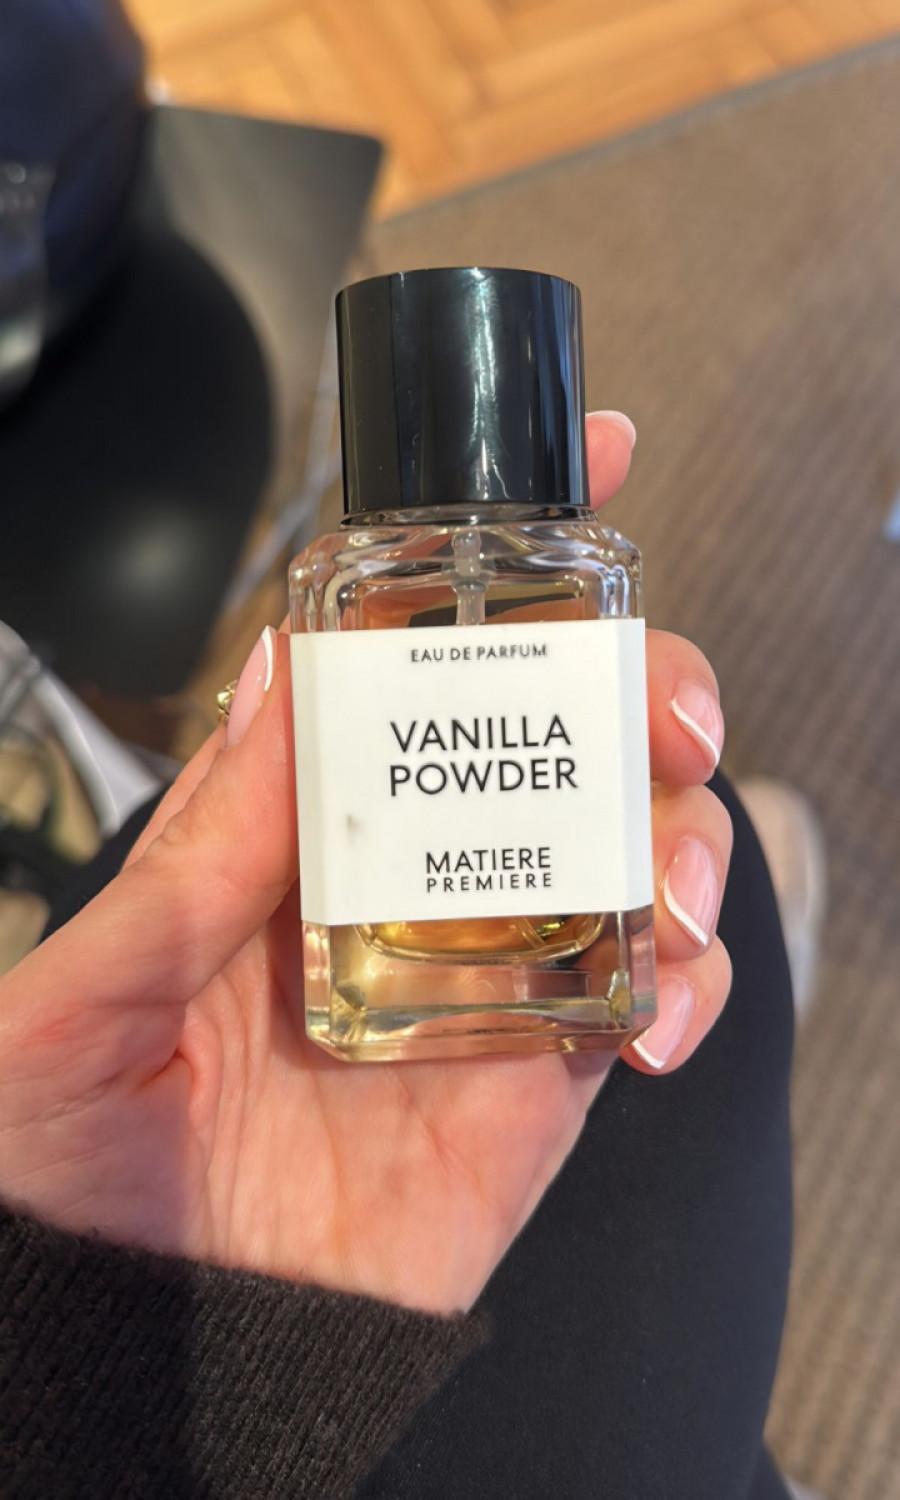 EAU DE PARFUM
VANILLA
POWDER
MATIERE
PREMIERE